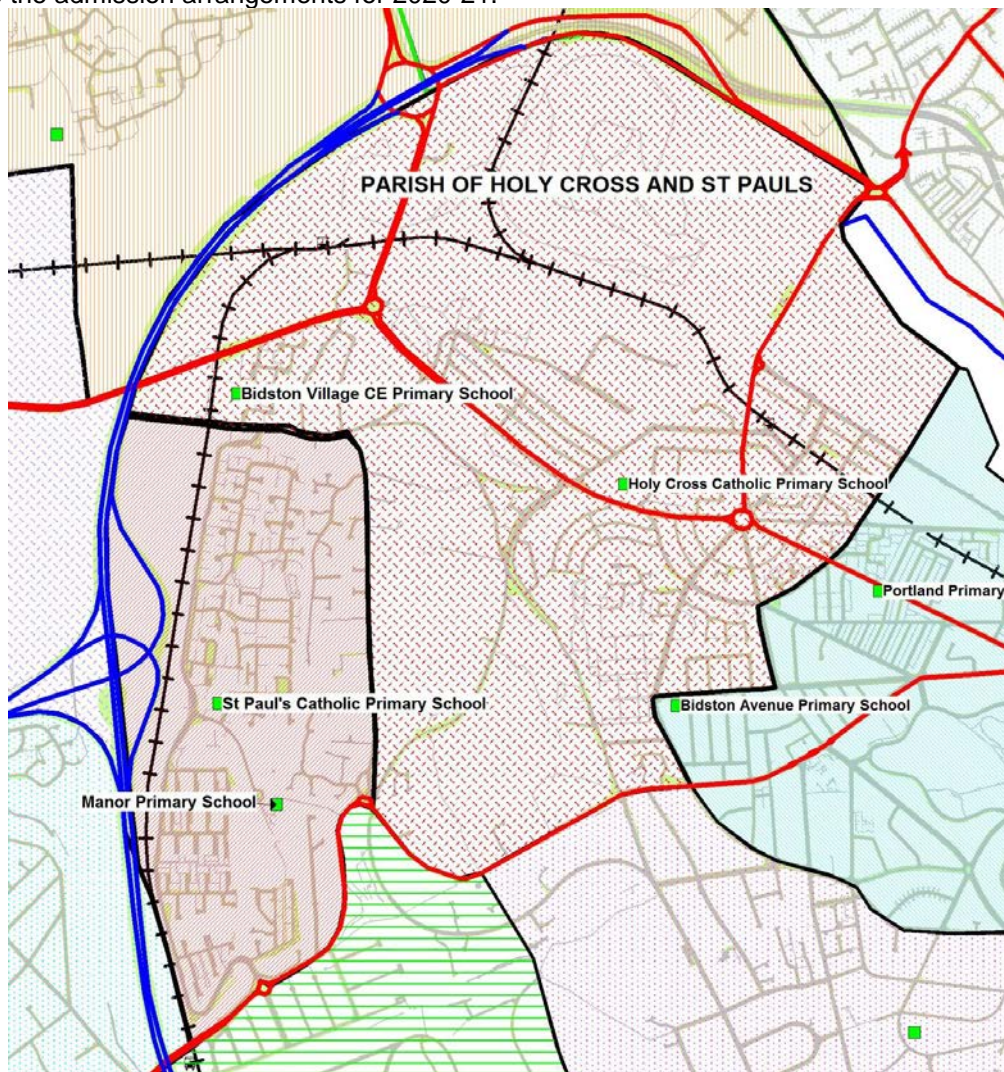 the admission arrangements for 2020-21.
PARISH OF HOLY CROSS AND ST PAULS
Bidston Village CE Primary School
Holy Cross Catholic Primary School
Portland Primary
St Paul's Catholic Primary School
Bidston Avenue Primary School
Manor Primary School